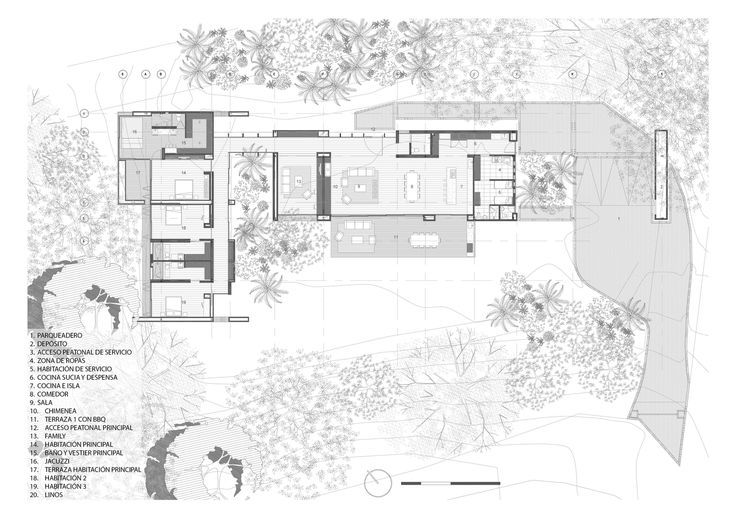 1. PARQUEADERO
2. DEPÓSITO
3. ACCESO PEATONAL DE SERVICIO
4. ZONA DE ROPAS
5. HABITACIÓN DE SERVICIO
6. COCINA SUCIA Y DESPENSA
7. COCINA E ISLA
8. COMEDOR
9. SALA
10. CHIMENEA
11. TERRAZA 1 CON BBQ
12. ACCESO PEATONAL PRINCIPAL
13. FAMILY
14. HABITACIÓN PRINCIPAL
15. BAÑO Y VESTIER PRINCIPAL
16. JACUZZI
17. TERRAZA HABITACIÓN PRINCIPAL
18. HABITACIÓN 2
19. HABITACIÓN 3
20. LINOS
12
16
15
14
17
18
19
13
10
9
8
7
6
11
1
2